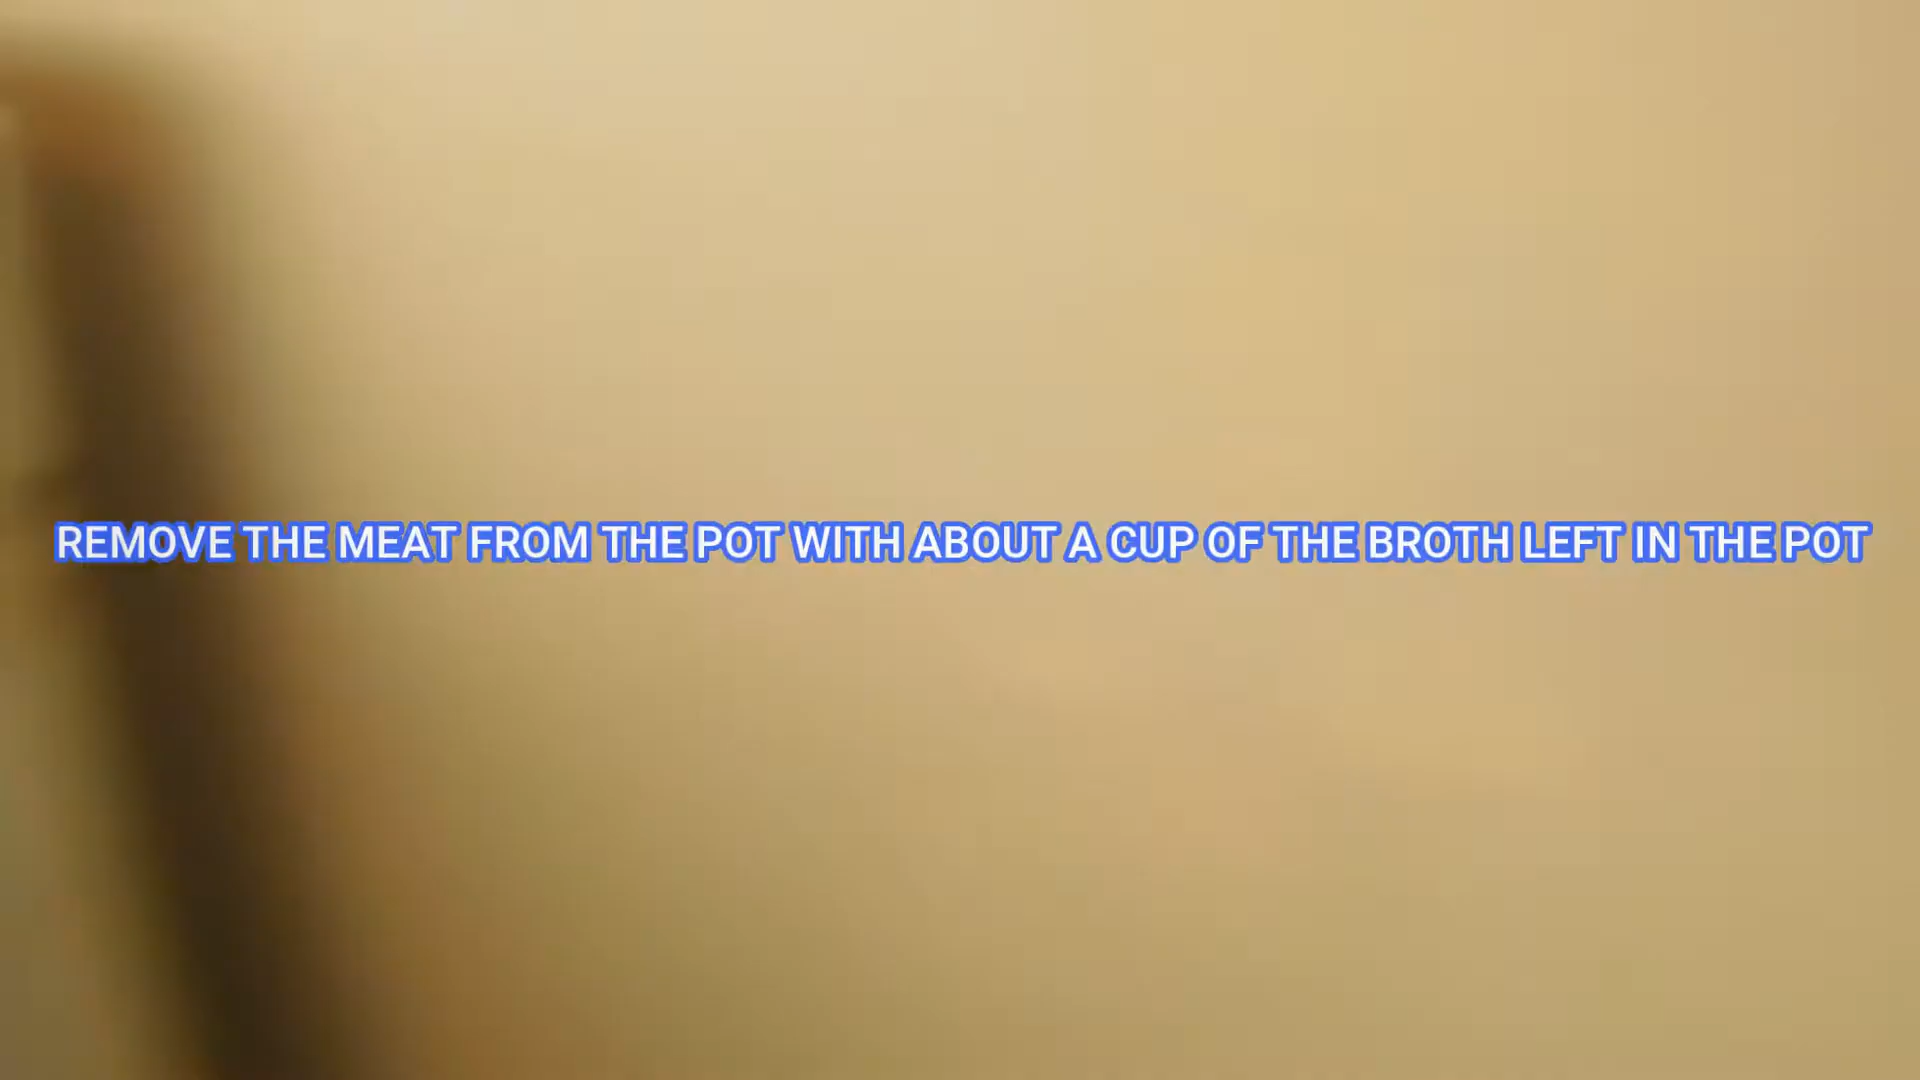 REMOVE THE MEAT FROM THE POT WITH ABOUT A CUP OF THE BROTH LEFT IN THE POT